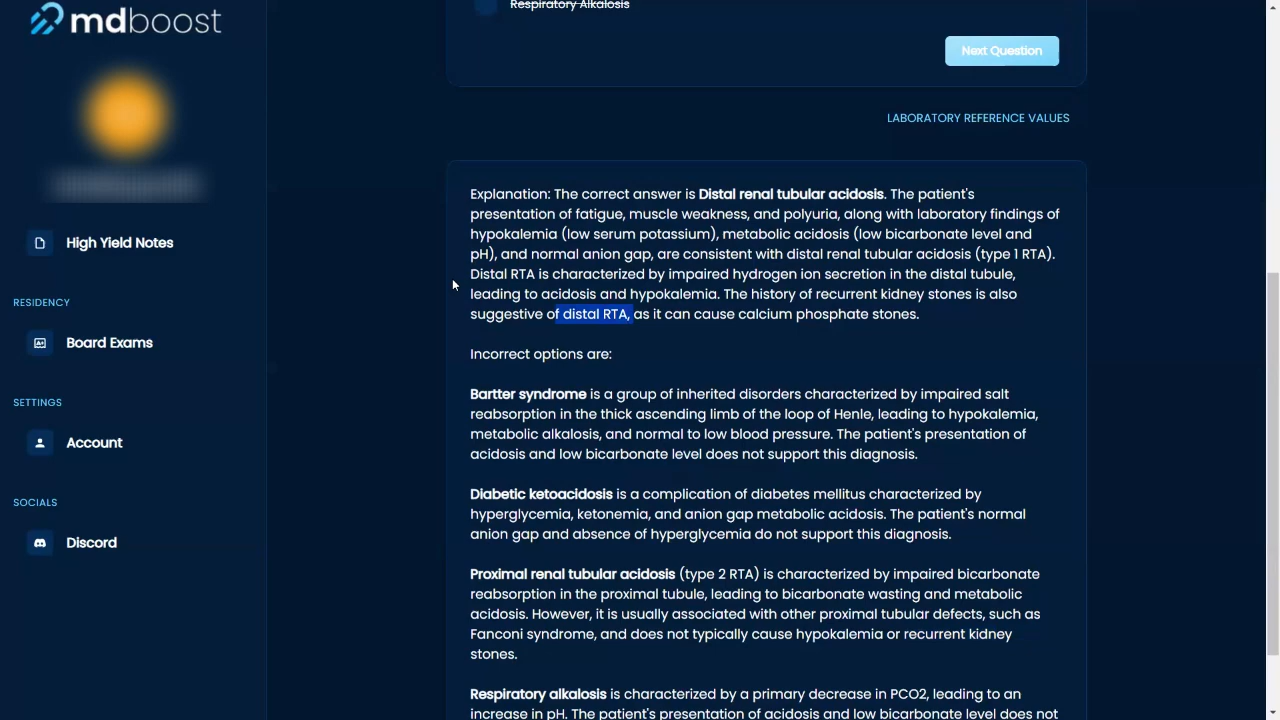 mdboost
High Yield Notes
RESIDENCY
Board Exams
SETTINGS
Account
SOCIALS
Discord
Respiratory Alkalosis
Next Question
LABORATORY REFERENCE VALUES
Explanation: The correct answer is Distal renal tubular acidosis. The patient's
presentation of fatigue, muscle weakness, and polyuria, along with laboratory findings of
hypokalemia (low serum potassium), metabolic acidosis (low bicarbonate level and
pH), and normal anion gap, are consistent with distal renal tubular acidosis (type 1 RTA).
Distal RTA is characterized by impaired hydrogen ion secretion in the distal tubule,
leading to acidosis and hypokalemia. The history of recurrent kidney stones is also
suggestive of distal RTA, as it can cause calcium phosphate stones.
Incorrect options are:
Bartter syndrome is a group of inherited disorders characterized by impaired salt
reabsorption in the thick ascending limb of the loop of Henle, leading to hypokalemia,
metabolic alkalosis, and normal to low blood pressure. The patient's presentation of
acidosis and low bicarbonate level does not support this diagnosis.
Diabetic ketoacidosis is a complication of diabetes mellitus characterized by
hyperglycemia, ketonemia, and anion gap metabolic acidosis. The patient's normal
anion gap and absence of hyperglycemia do not support this diagnosis.
Proximal renal tubular acidosis (type 2 RTA) is characterized by impaired bicarbonate
reabsorption in the proximal tubule, leading to bicarbonate wasting and metabolic
acidosis. However, it is usually associated with other proximal tubular defects, such as
Fanconi syndrome, and does not typically cause hypokalemia or recurrent kidney
stones.
Respiratory alkalosis is characterized by a primary decrease in PCO2, leading to an
increase in pH. The patient's presentation of acidosis and low bicarbonate level does not